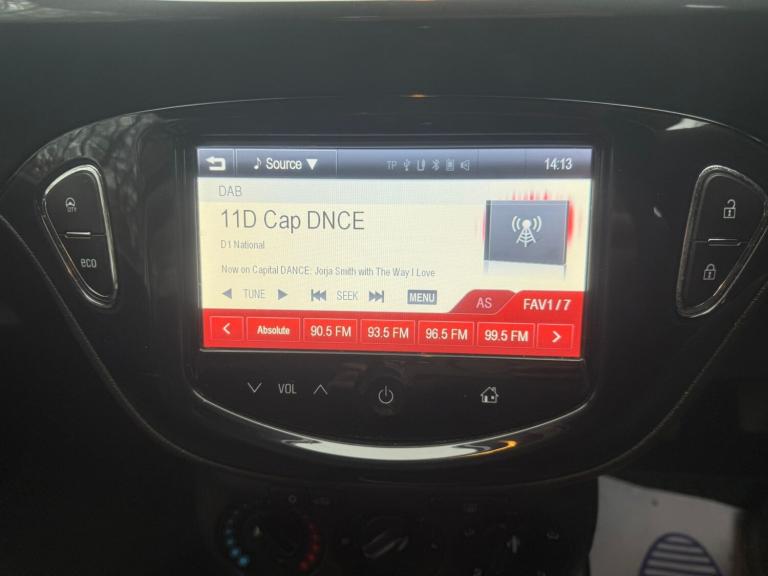 Source
TP
14:13
DAB
11D Cap DNCE
D1 National
Now on Capital DANCE: Jorja Smith with The Way I Love
TUNE SEEK MENU
AS FAV1/7
Absolute 90.5 FM 93.5 FM 96.5 FM 99.5 FM
CITY
eco
VOL